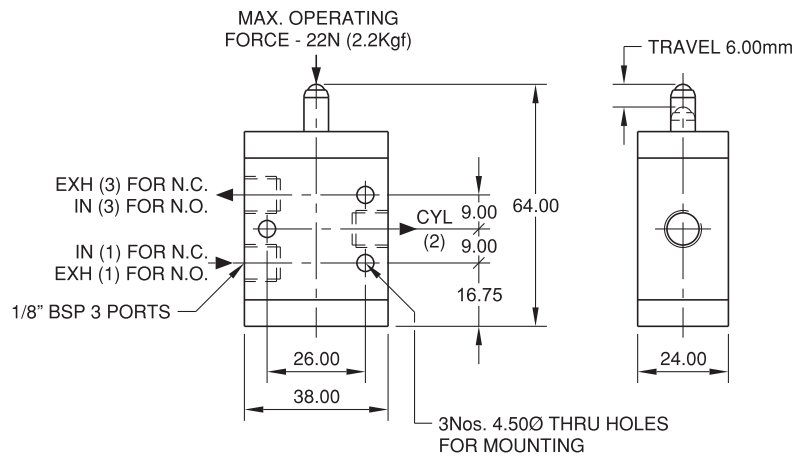 MAX. OPERATING
FORCE - 22N (2.2Kgf)
TRAVEL 6.00mm
EXH (3) FOR N.C.
IN (3) FOR N.O.
CYL
(2)
9.00
64.00
9.00
IN (1) FOR N.C.
EXH (1) FOR N.O.
16.75
1/8" BSP 3 PORTS
26.00
24.00
38.00
3Nos. 4.50Ø THRU HOLES
FOR MOUNTING